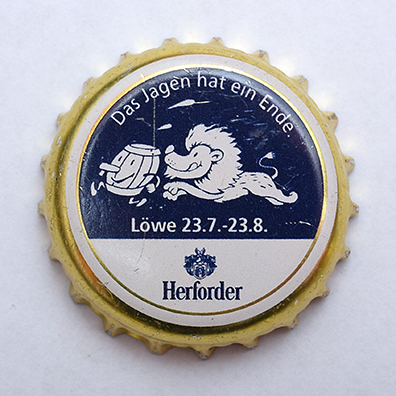 Das Jagen hat ein Ende.
Löwe 23.7.-23.8.
Herforder